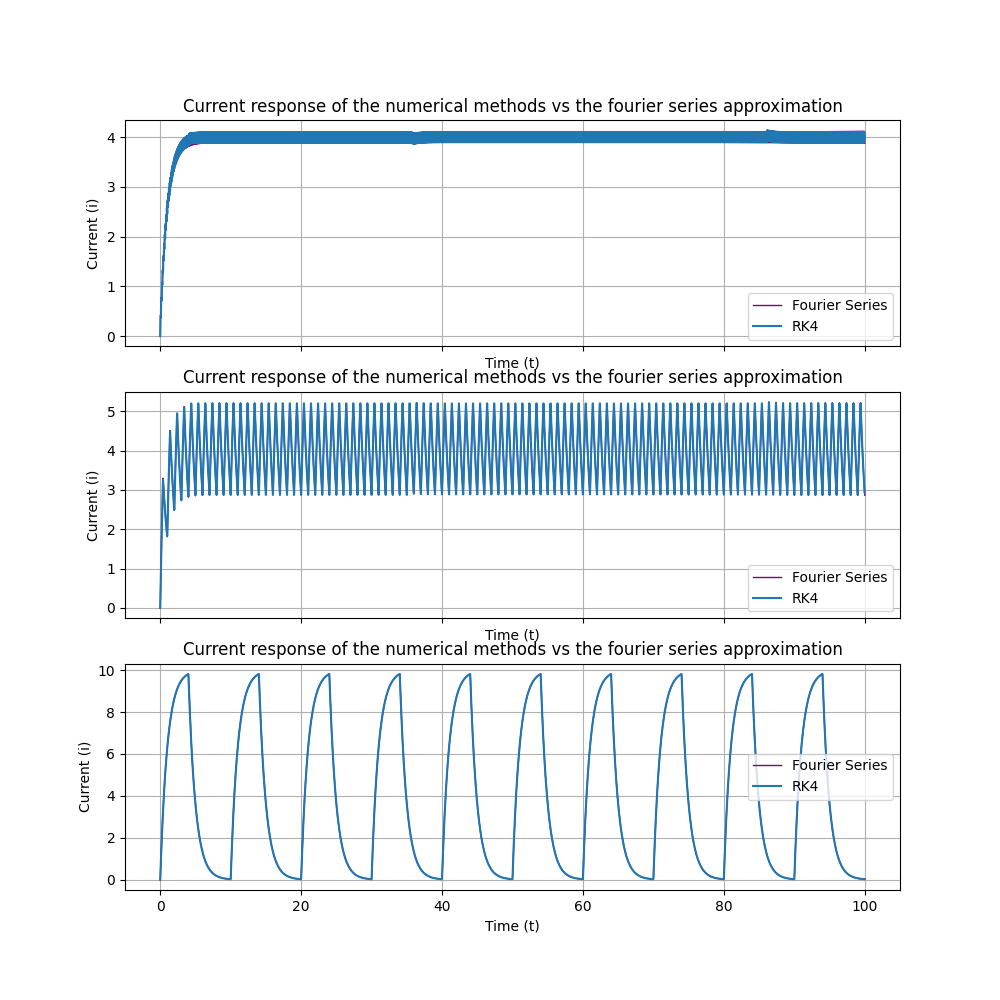 Current response of the numerical methods vs the fourier series approximation
4
3
2
1
0
Current (i)
Fourier Series
RK4
Time (t)
Current response of the numerical methods vs the fourier series approximation
5
4
3
2
1
0
Current (i)
Fourier Series
RK4
Time (t)
Current response of the numerical methods vs the fourier series approximation
10
8
6
4
2
0
Current (i)
Fourier Series
RK4
0 20 40 60 80 100
Time (t)